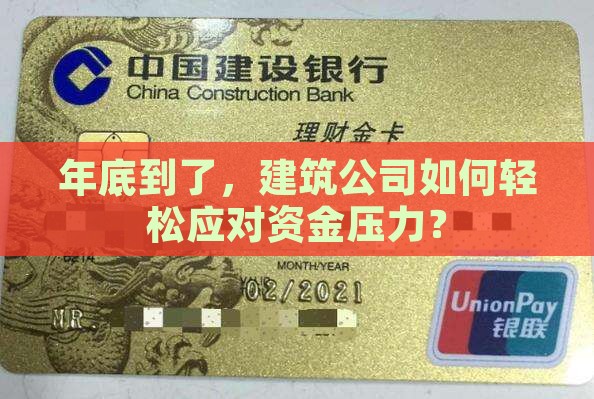 中国建设银行
China Construction Bank
理财金卡
年底到了，建筑公司如何轻
松应对资金压力？
MONTH/YEAR
02/2021
MR.
UnionPay
银联